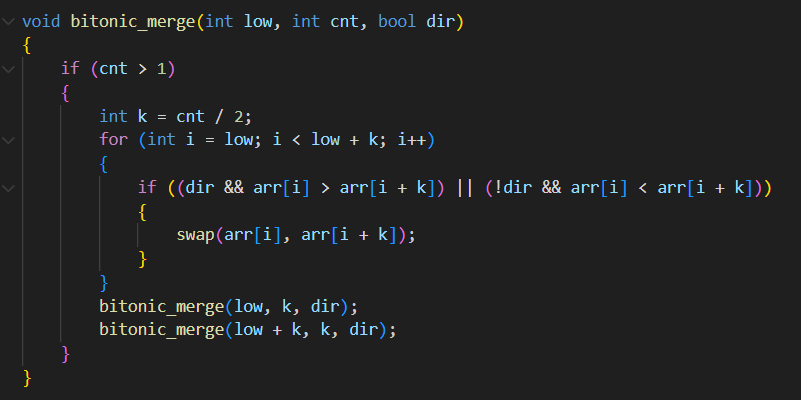 void bitonic_merge(int low, int cnt, bool dir)
{
    if (cnt > 1)
    {
        int k = cnt / 2;
        for (int i = low; i < low + k; i++)
        {
            if ((dir && arr[i] > arr[i + k]) || (!dir && arr[i] < arr[i + k]))
            {
                swap(arr[i], arr[i + k]);
            }
        }
        bitonic_merge(low, k, dir);
        bitonic_merge(low + k, k, dir);
    }
}